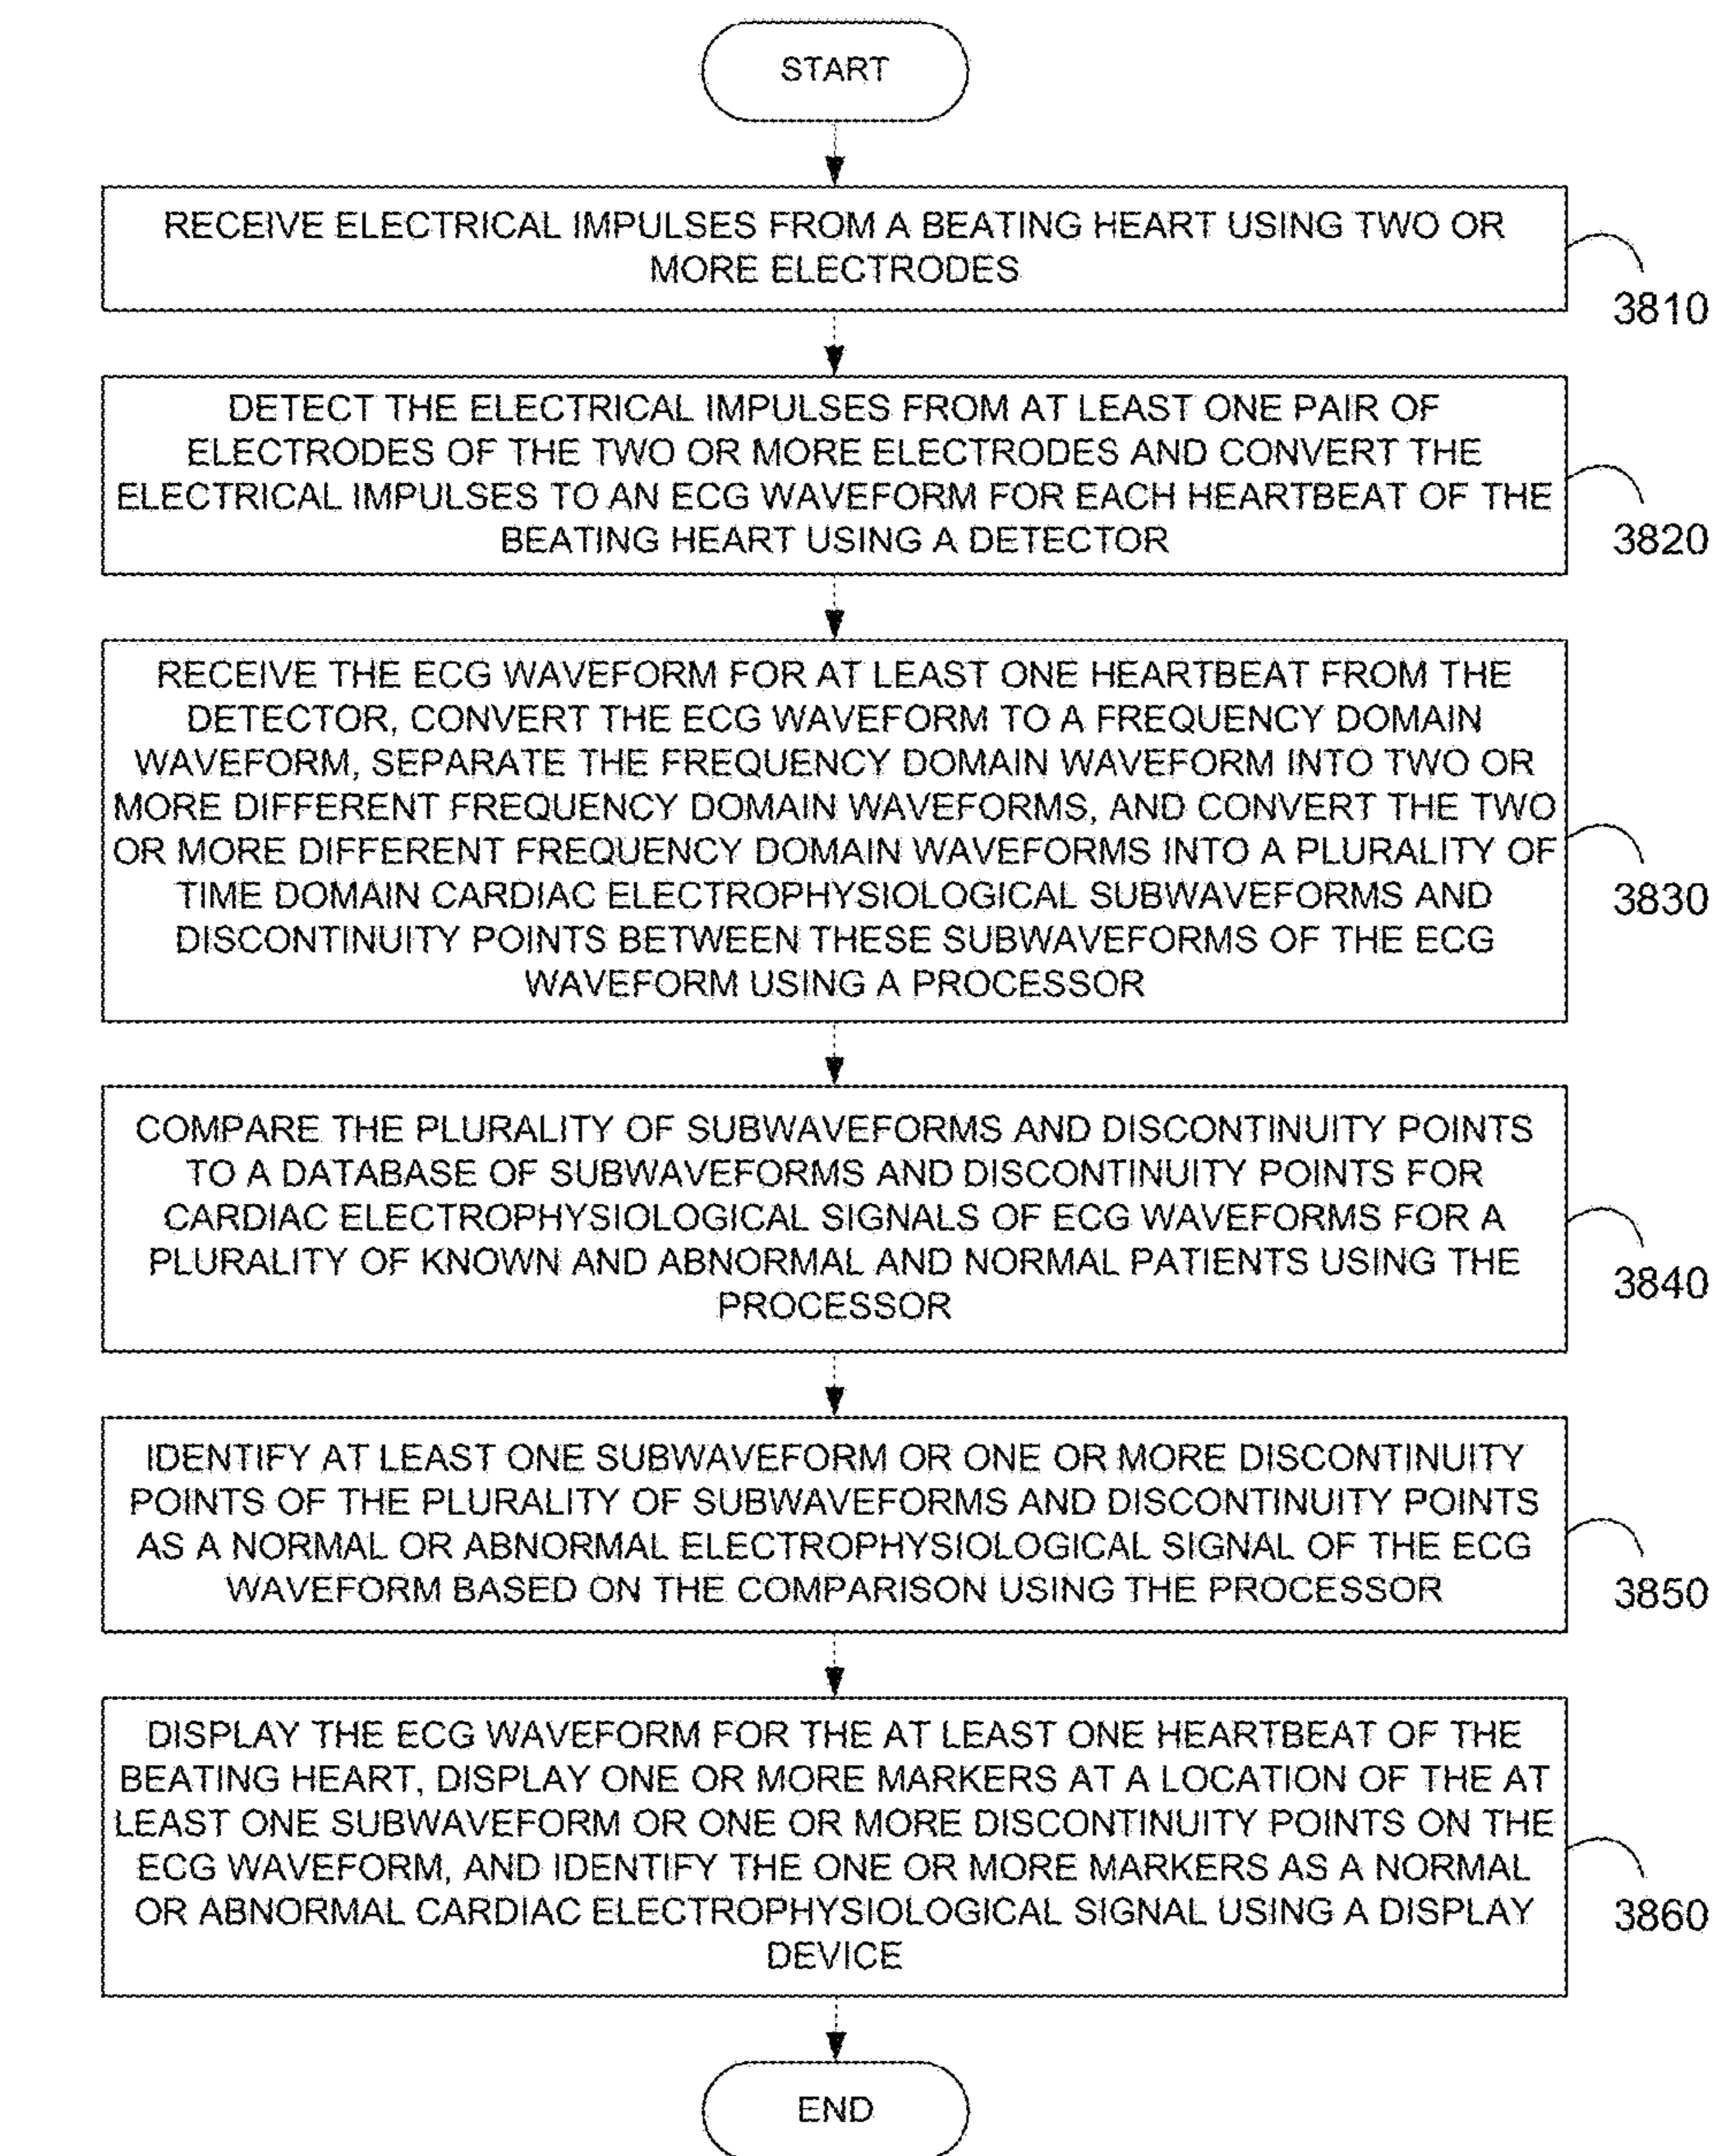 START
RECEIVE ELECTRICAL IMPULSES FROM A BEATING HEART USING TWO OR
MORE ELECTRODES
3810
DETECT THE ELECTRICAL IMPULSES FROM AT LEAST ONE PAIR OF
ELECTRODES OF THE TWO OR MORE ELECTRODES AND CONVERT THE
ELECTRICAL IMPULSES TO AN ECG WAVEFORM FOR EACH HEARTBEAT OF THE
BEATING HEART USING A DETECTOR
3820
RECEIVE THE ECG WAVEFORM FOR AT LEAST ONE HEARTBEAT FROM THE
DETECTOR, CONVERT THE ECG WAVEFORM TO A FREQUENCY DOMAIN
WAVEFORM, SEPARATE THE FREQUENCY DOMAIN WAVEFORM INTO TWO OR
MORE DIFFERENT FREQUENCY DOMAIN WAVEFORMS, AND CONVERT THE TWO
OR MORE DIFFERENT FREQUENCY DOMAIN WAVEFORMS INTO A PLURALITY OF
TIME DOMAIN CARDIAC ELECTROPHYSIOLOGICAL SUBWAVEFORMS AND
DISCONTINUITY POINTS BETWEEN THESE SUBWAVEFORMS OF THE ECG
WAVEFORM USING A PROCESSOR
3830
COMPARE THE PLURALITY OF SUBWAVEFORMS AND DISCONTINUITY POINTS
TO A DATABASE OF SUBWAVEFORMS AND DISCONTINUITY POINTS FOR
CARDIAC ELECTROPHYSIOLOGICAL SIGNALS OF ECG WAVEFORMS FOR A
PLURALITY OF KNOWN AND ABNORMAL AND NORMAL PATIENTS USING THE
PROCESSOR
3840
IDENTIFY AT LEAST ONE SUBWAVEFORM OR ONE OR MORE DISCONTINUITY
POINTS OF THE PLURALITY OF SUBWAVEFORMS AND DISCONTINUITY POINTS
AS A NORMAL OR ABNORMAL ELECTROPHYSIOLOGICAL SIGNAL OF THE ECG
WAVEFORM BASED ON THE COMPARISON USING THE PROCESSOR
3850
DISPLAY THE ECG WAVEFORM FOR THE AT LEAST ONE HEARTBEAT OF THE
BEATING HEART, DISPLAY ONE OR MORE MARKERS AT A LOCATION OF THE AT
LEAST ONE SUBWAVEFORM OR ONE OR MORE DISCONTINUITY POINTS ON THE
ECG WAVEFORM, AND IDENTIFY THE ONE OR MORE MARKERS AS A NORMAL
OR ABNORMAL CARDIAC ELECTROPHYSIOLOGICAL SIGNAL USING A DISPLAY
DEVICE
3860
END